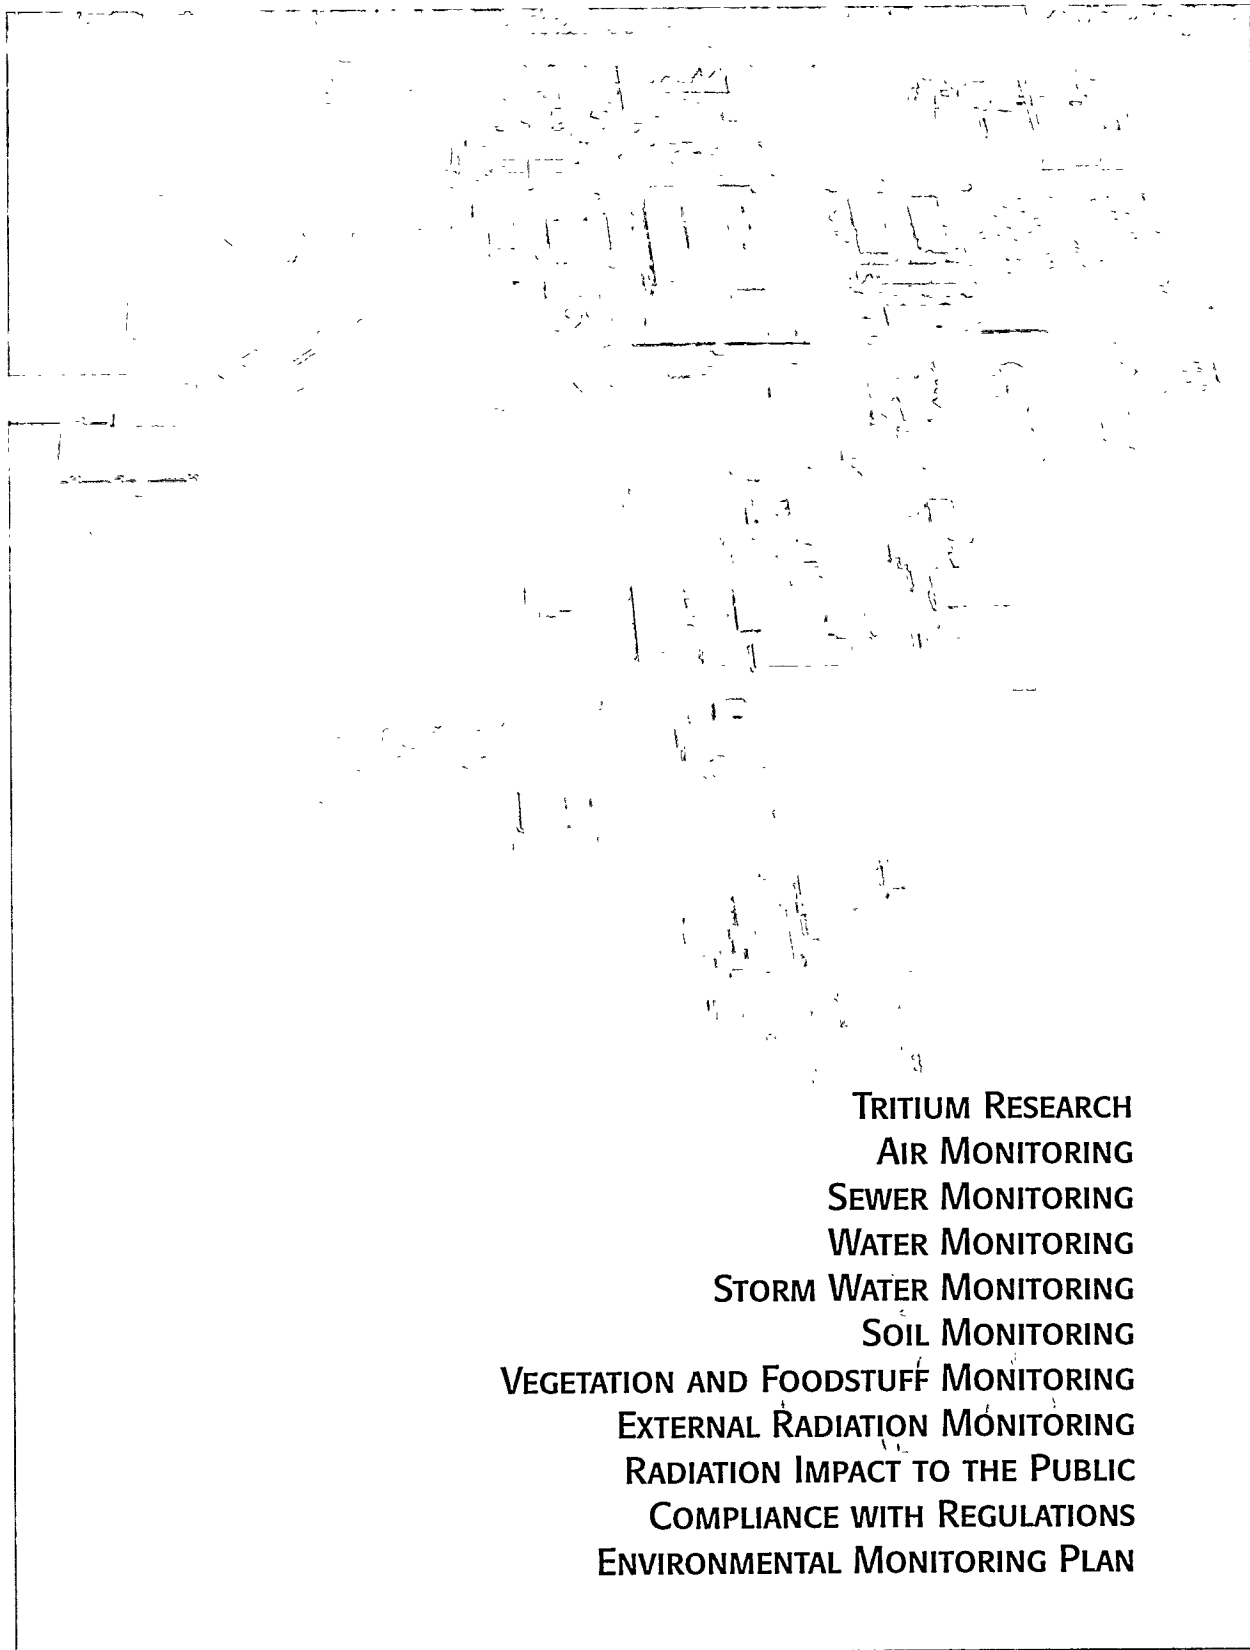 TRITIUM RESEARCH
AIR MONITORING
SEWER MONITORING
WATER MONITORING
STORM WATER MONITORING
SOIL MONITORING
VEGETATION AND FOODSTUFF MONITORING
EXTERNAL RADIATION MONITORING
RADIATION IMPACT TO THE PUBLIC
COMPLIANCE WITH REGULATIONS
ENVIRONMENTAL MONITORING PLAN